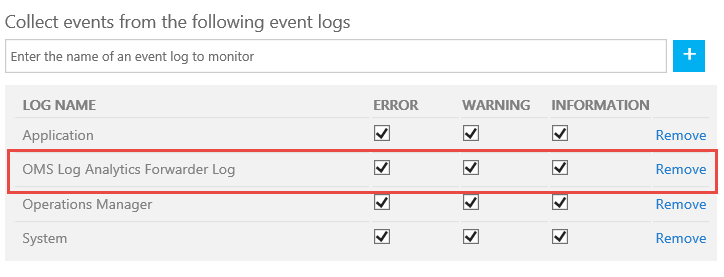 Collect events from the following event logs
Enter the name of an event log to monitor
+
LOG NAME ERROR WARNING INFORMATION
Application Remove
OMS Log Analytics Forwarder Log Remove
Operations Manager Remove
System Remove